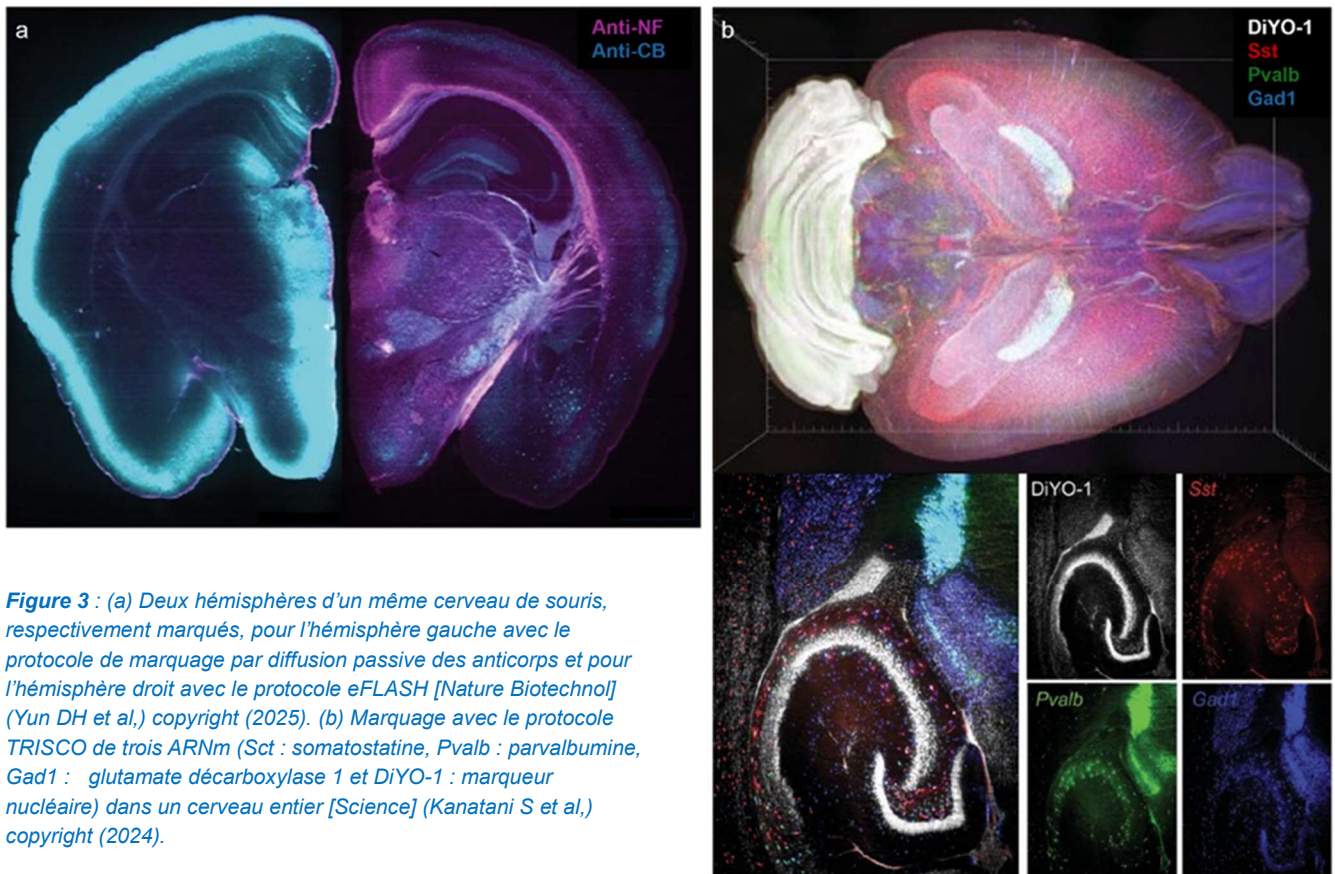 a
Anti-NF
Anti-CB
b
DiYO-1
Sst
Pvalb
Gad1
DiYO-1
Sst
Pvalb
Gad1
Figure 3 : (a) Deux hémisphères d’un même cerveau de souris,
respectivement marqués, pour l’hémisphère gauche avec le
protocole de marquage par diffusion passive des anticorps et pour
l’hémisphère droit avec le protocole eFLASH [Nature Biotechnol]
(Yun DH et al,) copyright (2025). (b) Marquage avec le protocole
TRISCO de trois ARNm (Sct : somatostatine, Pvalb : parvalbumine,
Gad1 : glutamate décarboxylase 1 et DiYO-1 : marqueur
nucléaire) dans un cerveau entier [Science] (Kanatani S et al,)
copyright (2024).